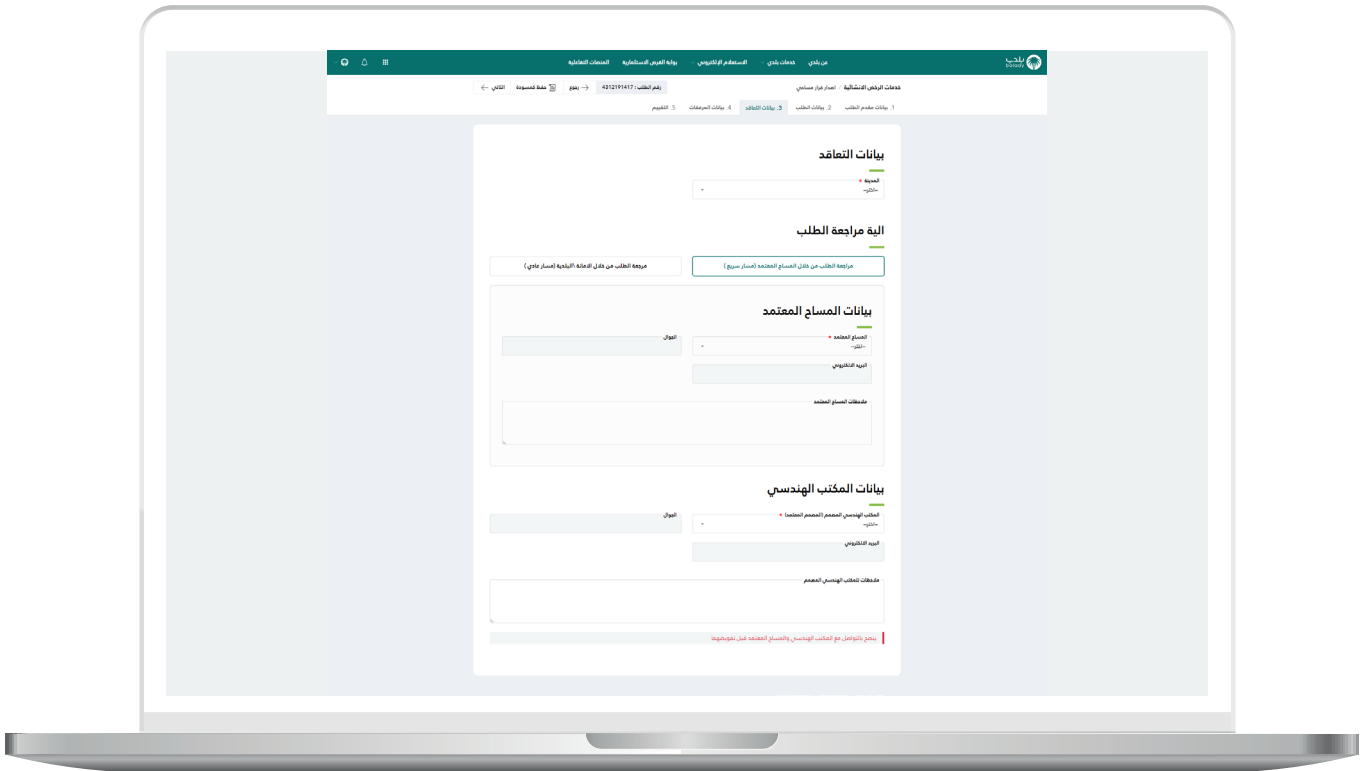 بلدي
balady
عن بلدي خدمات بلدي الاستعلام الإلكتروني بوابة الفرص الاستثمارية المنصات التفاعلية
خدمات الرخص الانشائية / اصدار قرار مساحي رقم الطلب : 4312191417 رجوع حفظ كمسودة التالي
1. بيانات مقدم الطلب 2. بيانات الطلب 3. بيانات التعاقد 4. بيانات المرفقات 5. التقييم
بيانات التعاقد
المدينة *
--اختر--
الية مراجعة الطلب
مراجعة الطلب من خلال المساح المعتمد (مسار سريع ) مرجعة الطلب من خلال الامانة \البلدية (مسار عادي )
بيانات المساح المعتمد
المساح المعتمد * الجوال
--اختر--
البريد الالكتروني
ملاحظات المساح المعتمد
بيانات المكتب الهندسي
المكتب الهندسي المصمم (المصمم المعتمد) * الجوال
--اختر--
البريد الالكتروني
ملاحظات للمكتب الهندسي المصمم
ينصح بالتواصل مع المكتب الهندسي والمساح المعتمد قبل تفويضهما